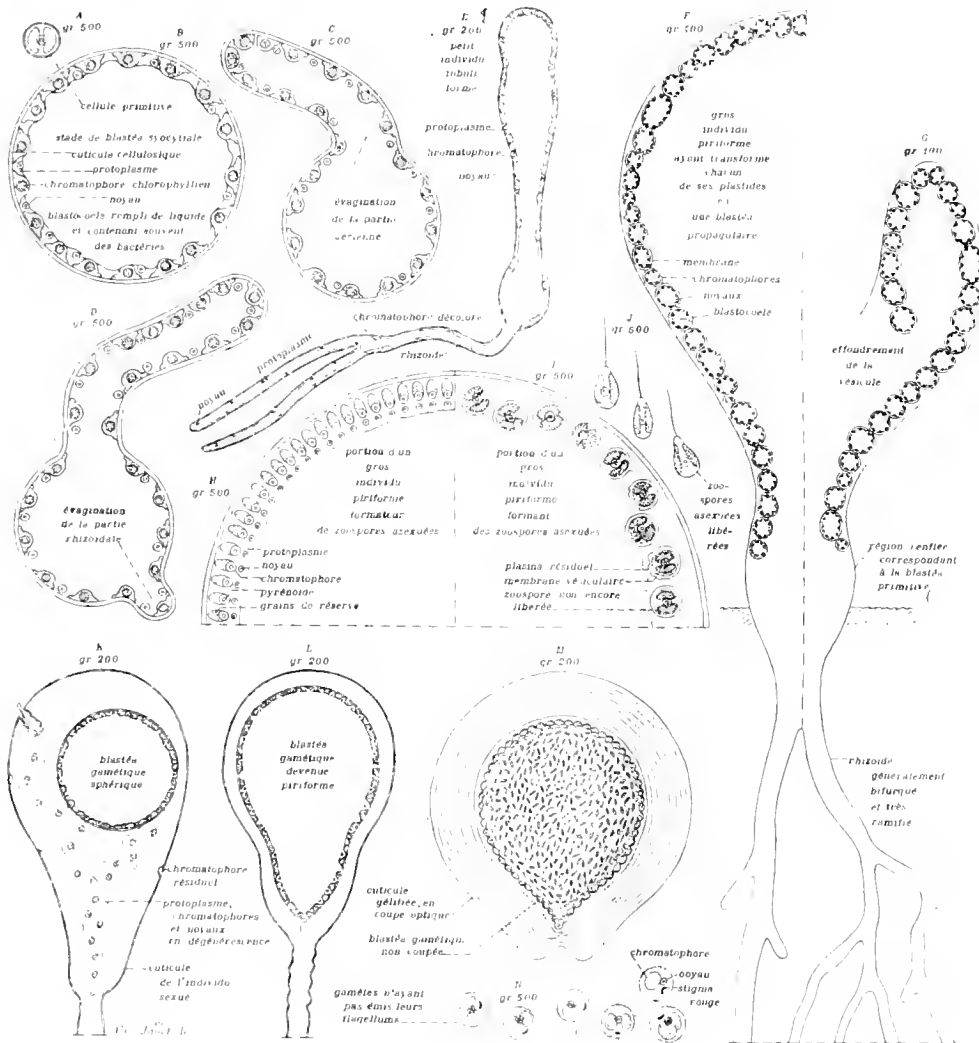 A
gr 500
B
gr 500
cellule primitive
stade de blastéa syncytiale
cuticule cellulosique
protoplasme
chromatophore chlorophyllien
noyau
blastocoele rempli de liquide
et contenant souvent
des bactéries
C
gr 500
évagination
de la partie
aérienne
D
gr 500
évagination
de la partie
rhizoïdale
E
gr 200
petit
individu
tubuli
forme
protoplasme
chromatophore
noyau
chromatophore décoloré
rhizoïde
protoplasme
noyau
F
gr 100
gros
individu
piriforme
ayant transformé
chacun
de ses plastides
en
une blastéa
propagulaire
membrane
chromatophores
noyaux
blastocoele
G
gr 100
effondrement
de la
vésicule
région renflée
correspondant
à la blastéa
primitive
rhizoïde
généralement
bifurqué
et très
ramifié
H
gr 500
portion d'un
gros
individu
piriforme
formateur
de zoospores asexuées
protoplasme
noyau
chromatophore
pyrénoïde
grains de réserve
I
gr 500
portion d'un
gros
individu
piriforme
formant
des zoospores asexuées
plasma résiduel
membrane vésiculaire
zoospore non encore
libérée
J
gr 500
zoo-
spores
asexuées
libé-
rées
K
gr 200
blastéa
gamétique
sphérique
chromatophore
résiduel
protoplasme,
chromatophores
et noyaux
en dégénérescence
cuticule
de l'individu
sexué
L
gr 200
blastéa
gamétique
devenue
piriforme
M
gr 200
cuticule
gélifiée, en
coupe optique
blastéa gamétique
non coupée
N
gr 500
chromatophore
noyau
stigma
rouge
gamètes n'ayant
pas émis leurs
flagellums